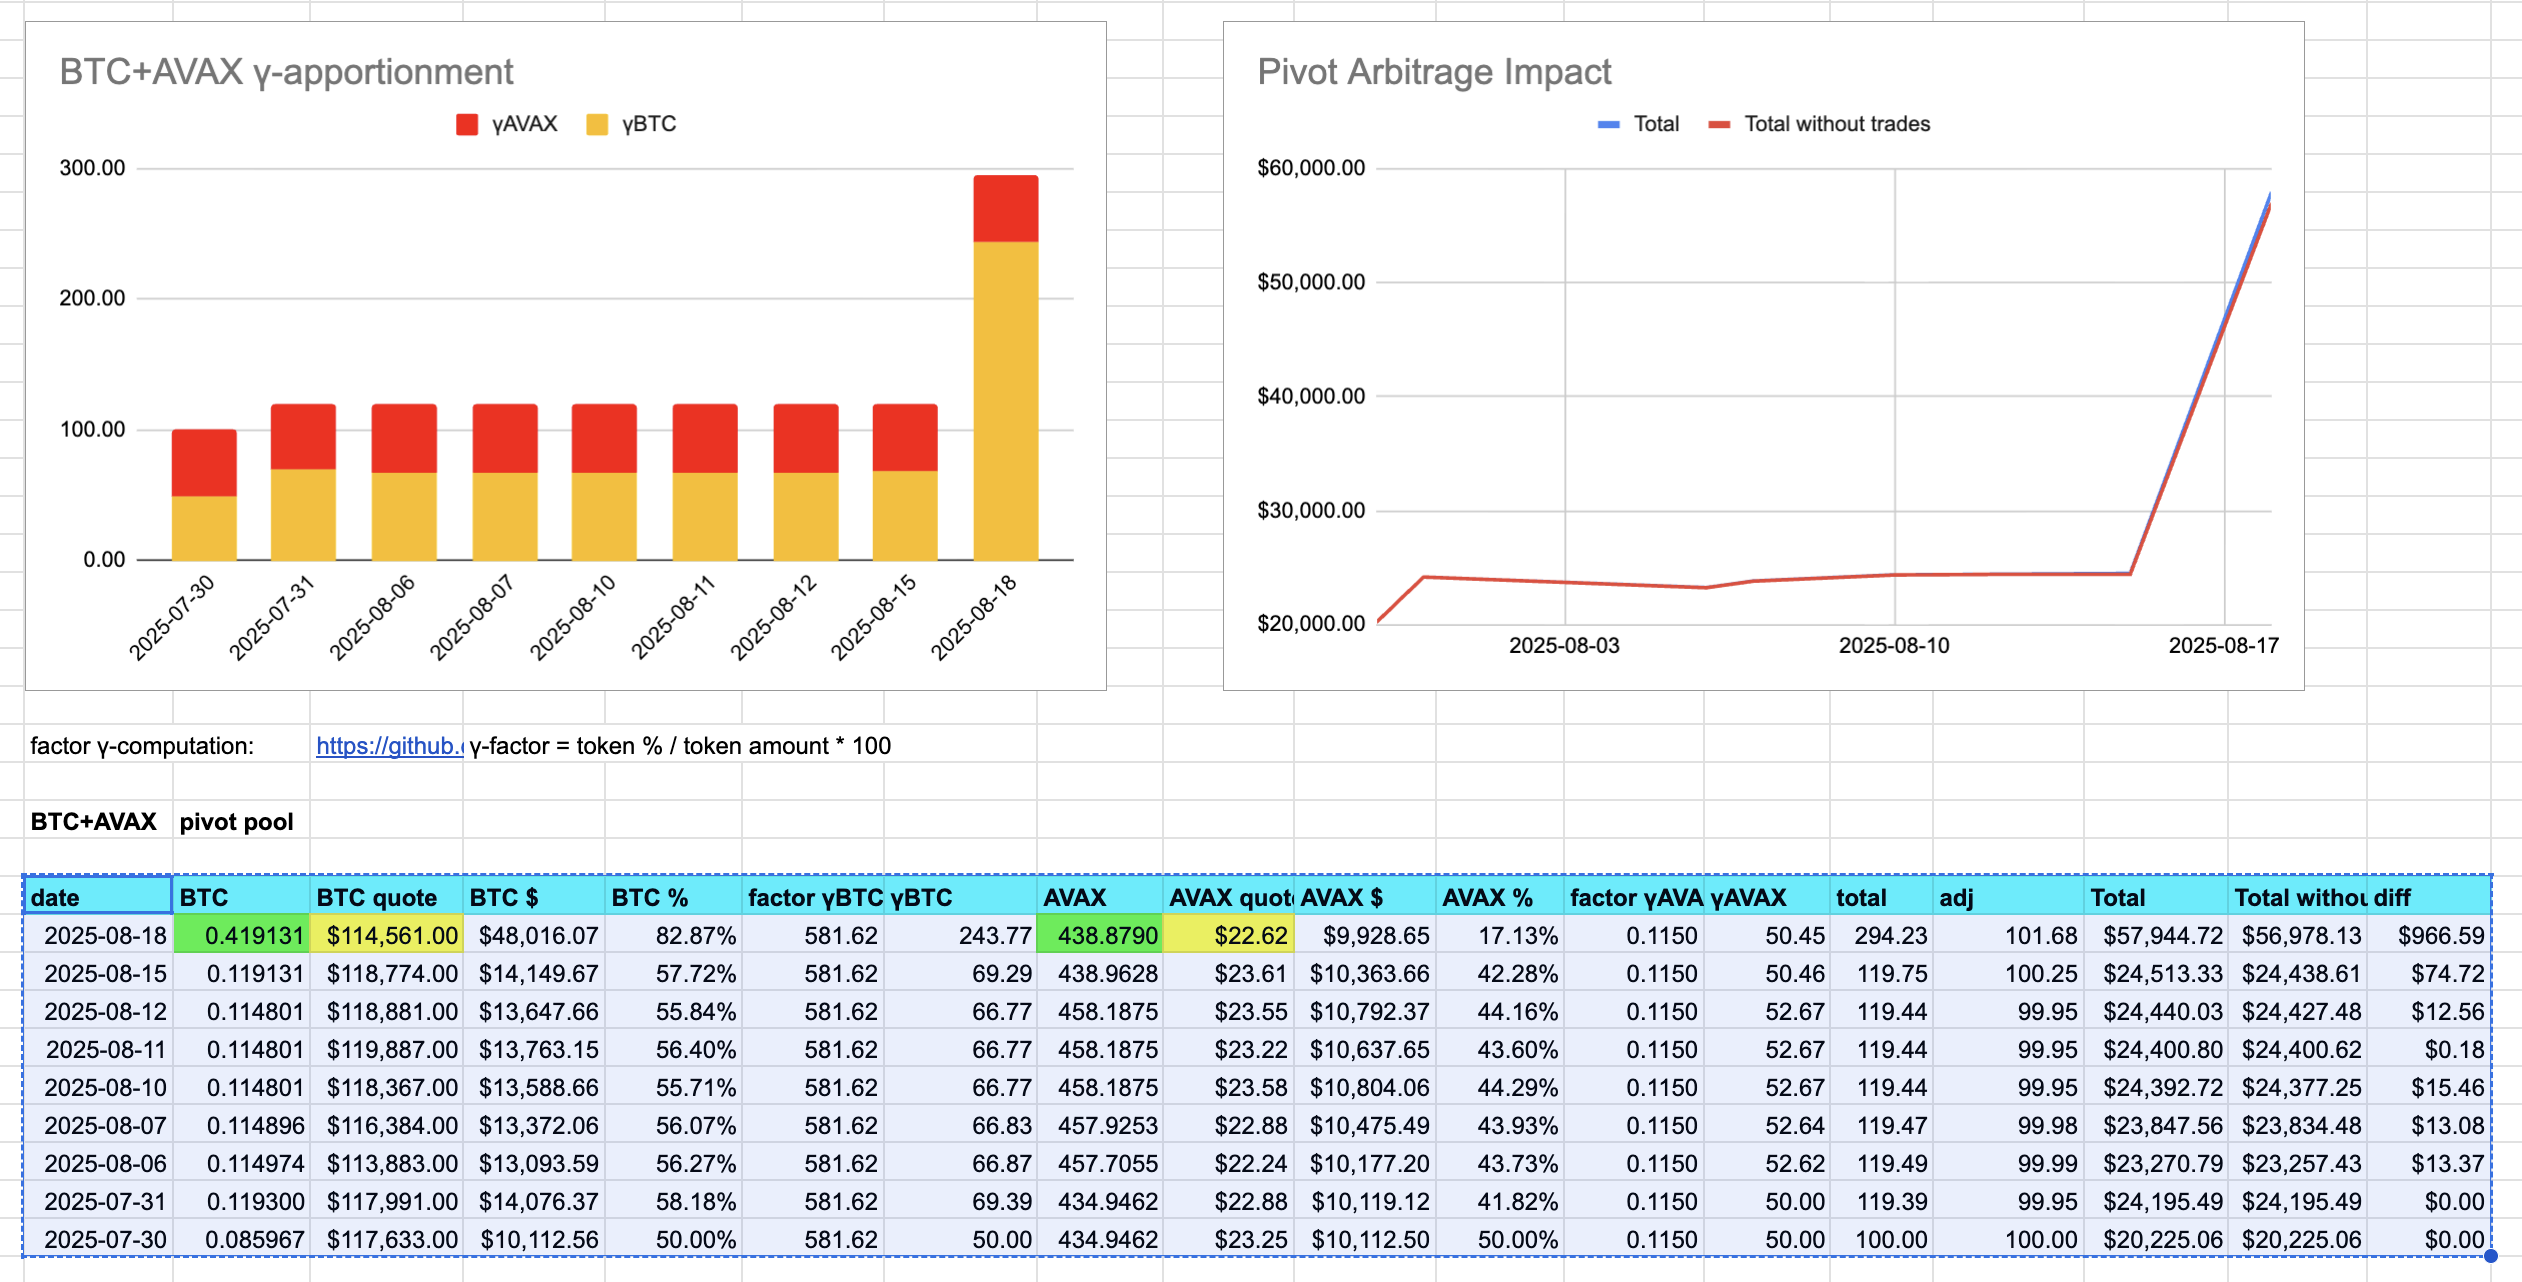 BTC+AVAX γ-apportionment
γAVAX γBTC
300.00
200.00
100.00
0.00
2025-07-30 2025-07-31 2025-08-06 2025-08-07 2025-08-10 2025-08-11 2025-08-12 2025-08-15 2025-08-18
Pivot Arbitrage Impact
Total Total without trades
$60,000.00
$50,000.00
$40,000.00
$30,000.00
$20,000.00
2025-08-03 2025-08-10 2025-08-17
factor γ-computation: https://github. γ-factor = token % / token amount * 100
BTC+AVAX pivot pool
date BTC BTC quote BTC $ BTC % factor γBTC γBTC AVAX AVAX quot AVAX $ AVAX % factor γAVA γAVAX total adj Total Total withou diff
2025-08-18 0.419131 $114,561.00 $48,016.07 82.87% 581.62 243.77 438.8790 $22.62 $9,928.65 17.13% 0.1150 50.45 294.23 101.68 $57,944.72 $56,978.13 $966.59
2025-08-15 0.119131 $118,774.00 $14,149.67 57.72% 581.62 69.29 438.9628 $23.61 $10,363.66 42.28% 0.1150 50.46 119.75 100.25 $24,513.33 $24,438.61 $74.72
2025-08-12 0.114801 $118,881.00 $13,647.66 55.84% 581.62 66.77 458.1875 $23.55 $10,792.37 44.16% 0.1150 52.67 119.44 99.95 $24,440.03 $24,427.48 $12.56
2025-08-11 0.114801 $119,887.00 $13,763.15 56.40% 581.62 66.77 458.1875 $23.22 $10,637.65 43.60% 0.1150 52.67 119.44 99.95 $24,400.80 $24,400.62 $0.18
2025-08-10 0.114801 $118,367.00 $13,588.66 55.71% 581.62 66.77 458.1875 $23.58 $10,804.06 44.29% 0.1150 52.67 119.44 99.95 $24,392.72 $24,377.25 $15.46
2025-08-07 0.114896 $116,384.00 $13,372.06 56.07% 581.62 66.83 457.9253 $22.88 $10,475.49 43.93% 0.1150 52.64 119.47 99.98 $23,847.56 $23,834.48 $13.08
2025-08-06 0.114974 $113,883.00 $13,093.59 56.27% 581.62 66.87 457.7055 $22.24 $10,177.20 43.73% 0.1150 52.62 119.49 99.99 $23,270.79 $23,257.43 $13.37
2025-07-31 0.119300 $117,991.00 $14,076.37 58.18% 581.62 69.39 434.9462 $22.88 $10,119.12 41.82% 0.1150 50.00 119.39 99.95 $24,195.49 $24,195.49 $0.00
2025-07-30 0.085967 $117,633.00 $10,112.56 50.00% 581.62 50.00 434.9462 $23.25 $10,112.50 50.00% 0.1150 50.00 100.00 100.00 $20,225.06 $20,225.06 $0.00